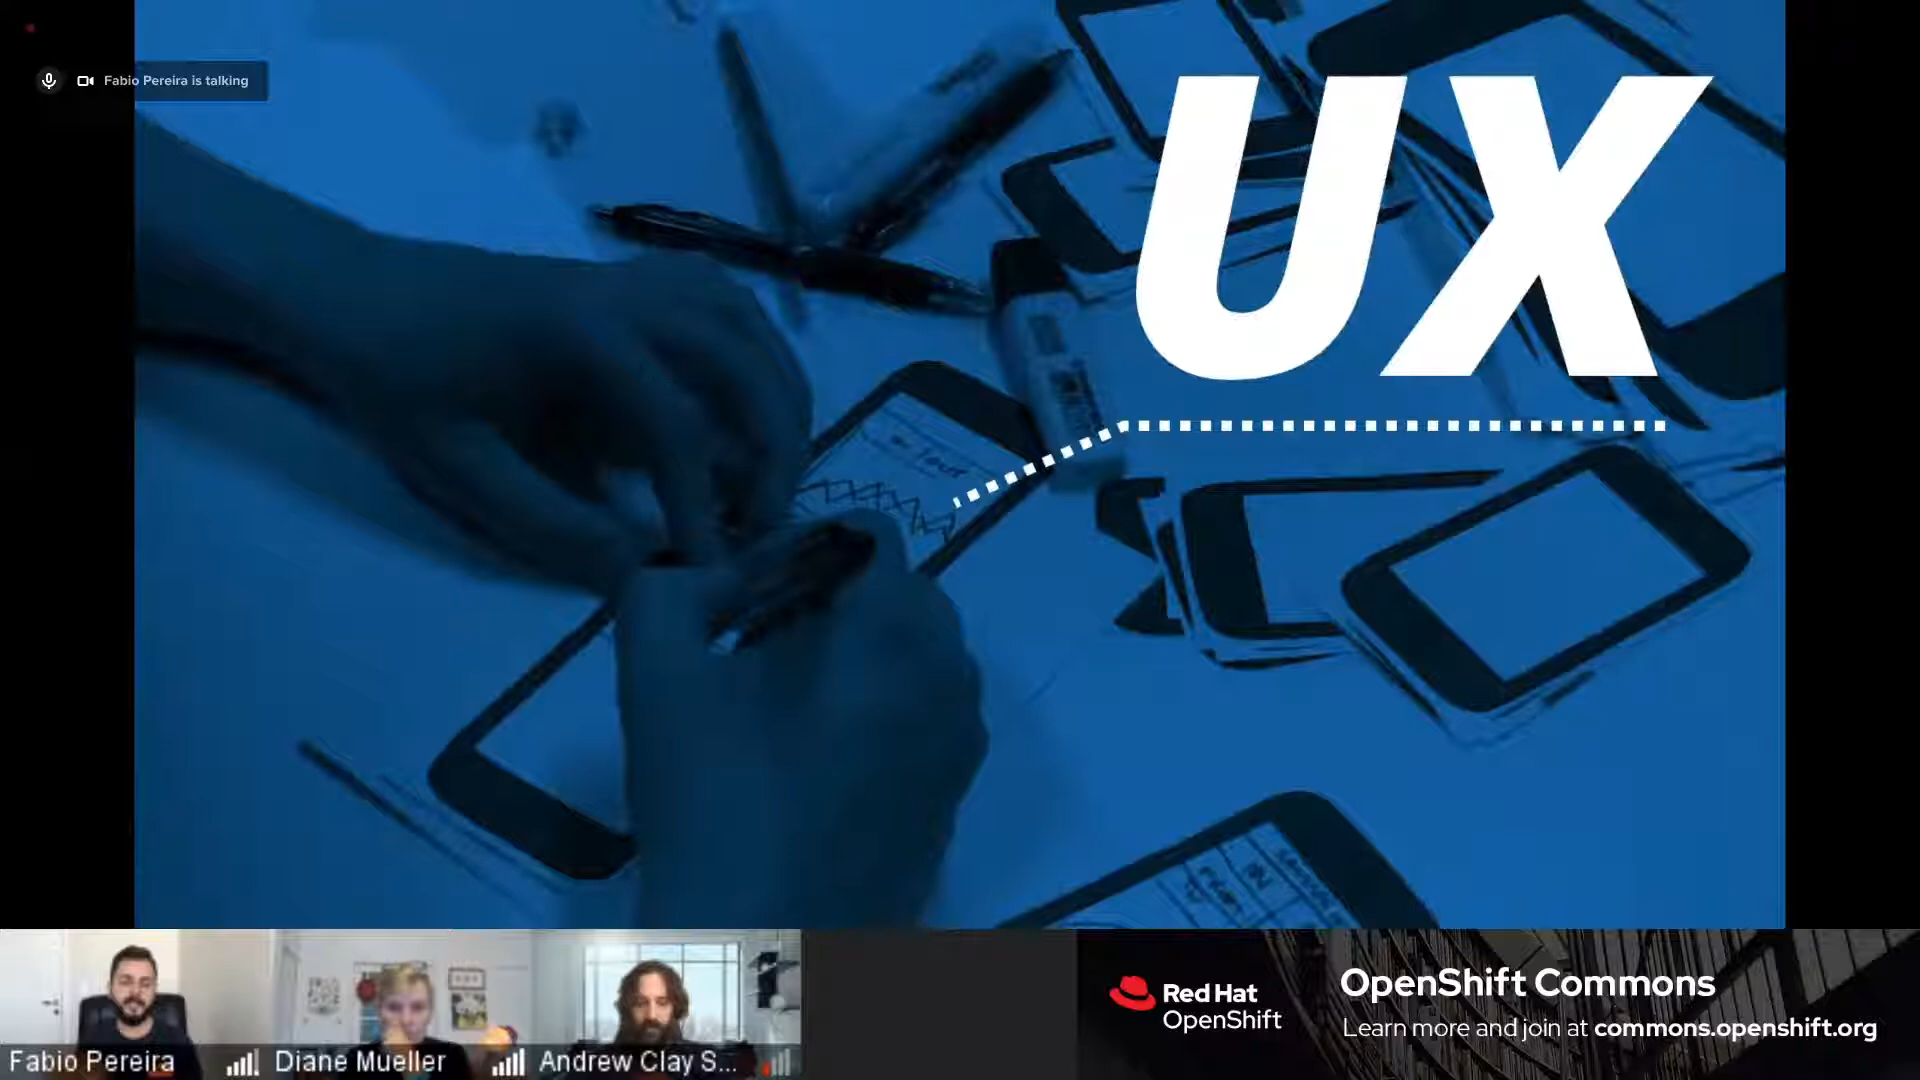 Fabio Pereira is talking
UX
Red Hat
OpenShift
OpenShift Commons
Learn more and join at commons.openshift.org
Fabio Pereira
Diane Mueller
Andrew Clay S...